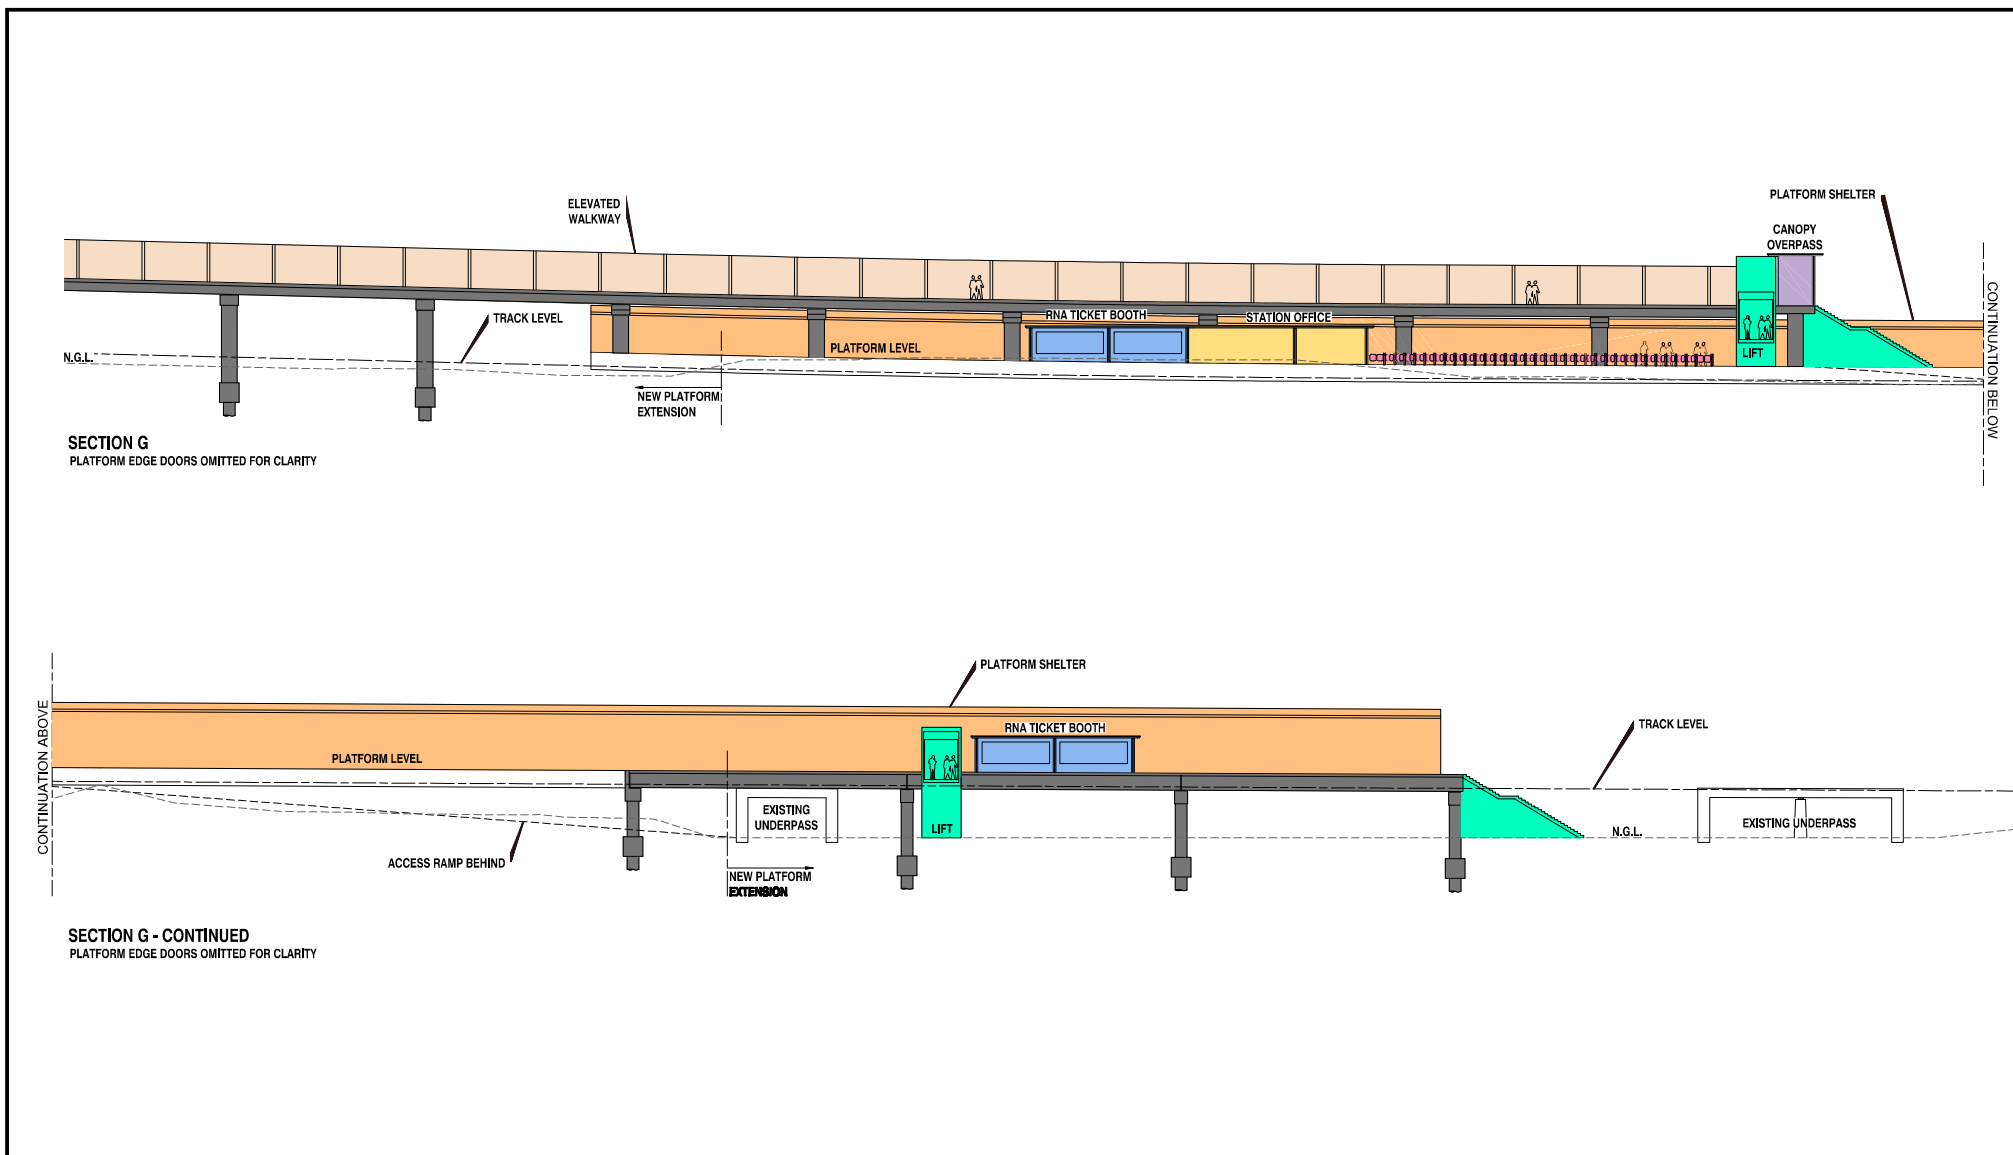 ELEVATED
WALKWAY
PLATFORM SHELTER
CANOPY
OVERPASS
TRACK LEVEL
RNA TICKET BOOTH
STATION OFFICE
N.G.L.
PLATFORM LEVEL
LIFT
NEW PLATFORM
EXTENSION
CONTINUATION BELOW
SECTION G
PLATFORM EDGE DOORS OMITTED FOR CLARITY
PLATFORM SHELTER
RNA TICKET BOOTH
TRACK LEVEL
CONTINUATION ABOVE
PLATFORM LEVEL
EXISTING
UNDERPASS
LIFT
N.G.L.
EXISTING UNDERPASS
ACCESS RAMP BEHIND
NEW PLATFORM
EXTENSION
SECTION G - CONTINUED
PLATFORM EDGE DOORS OMITTED FOR CLARITY